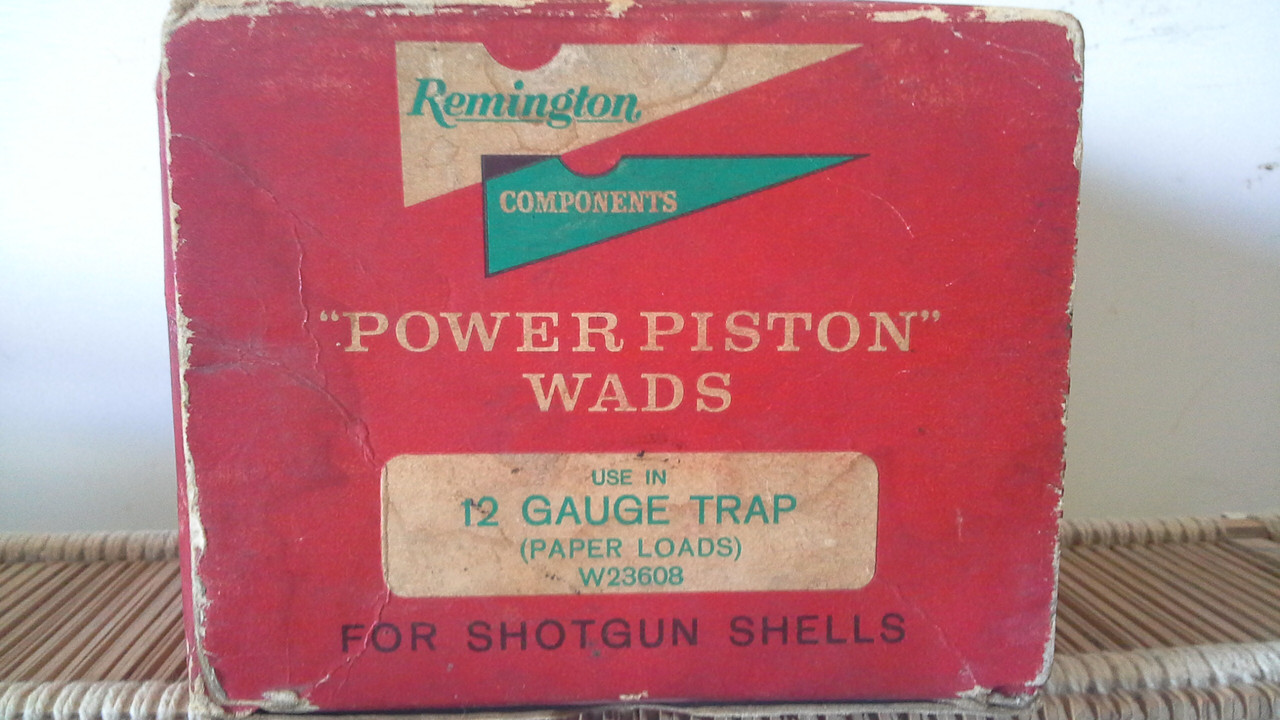 Remington
COMPONENTS
“POWER PISTON”
WADS
USE IN
12 GAUGE TRAP
(PAPER LOADS)
W23608
FOR SHOTGUN SHELLS